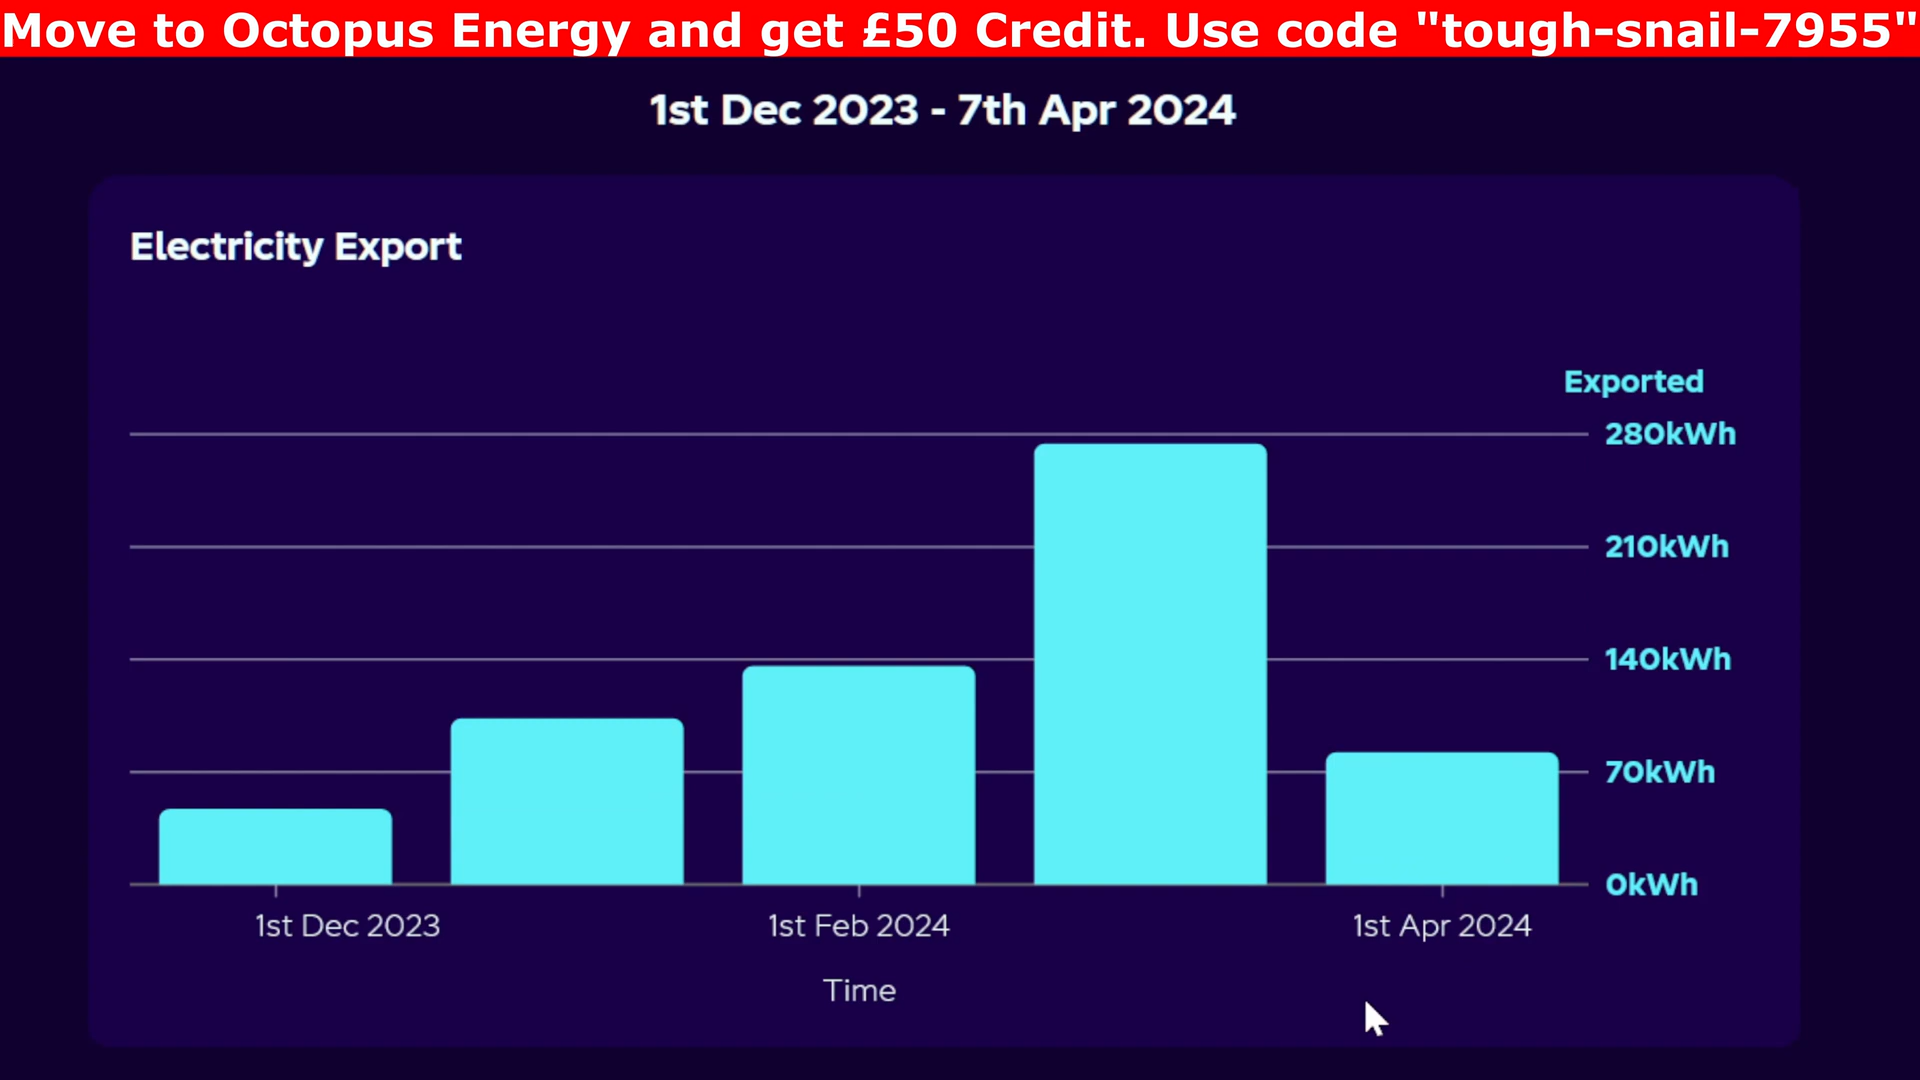 Move to Octopus Energy and get £50 Credit. Use code "tough-snail-7955"
1st Dec 2023 - 7th Apr 2024
Electricity Export
Exported
280kWh
210kWh
140kWh
70kWh
0kWh
1st Dec 2023
1st Feb 2024
1st Apr 2024
Time